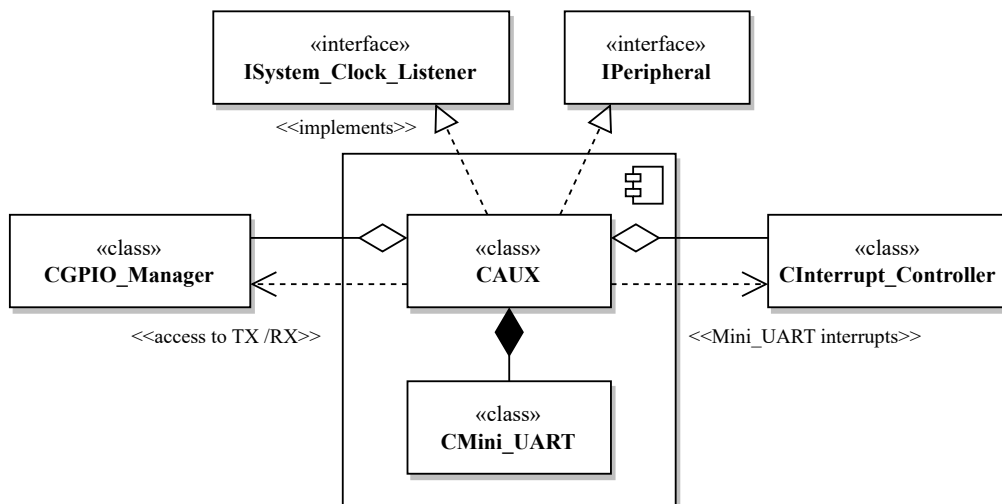 «interface»
ISystem_Clock_Listener
«interface»
IPeripheral
<<implements>>
«class»
CGPIO_Manager
«class»
CAUX
«class»
CInterrupt_Controller
<<access to TX /RX>>
<<Mini_UART interrupts>>
«class»
CMini_UART